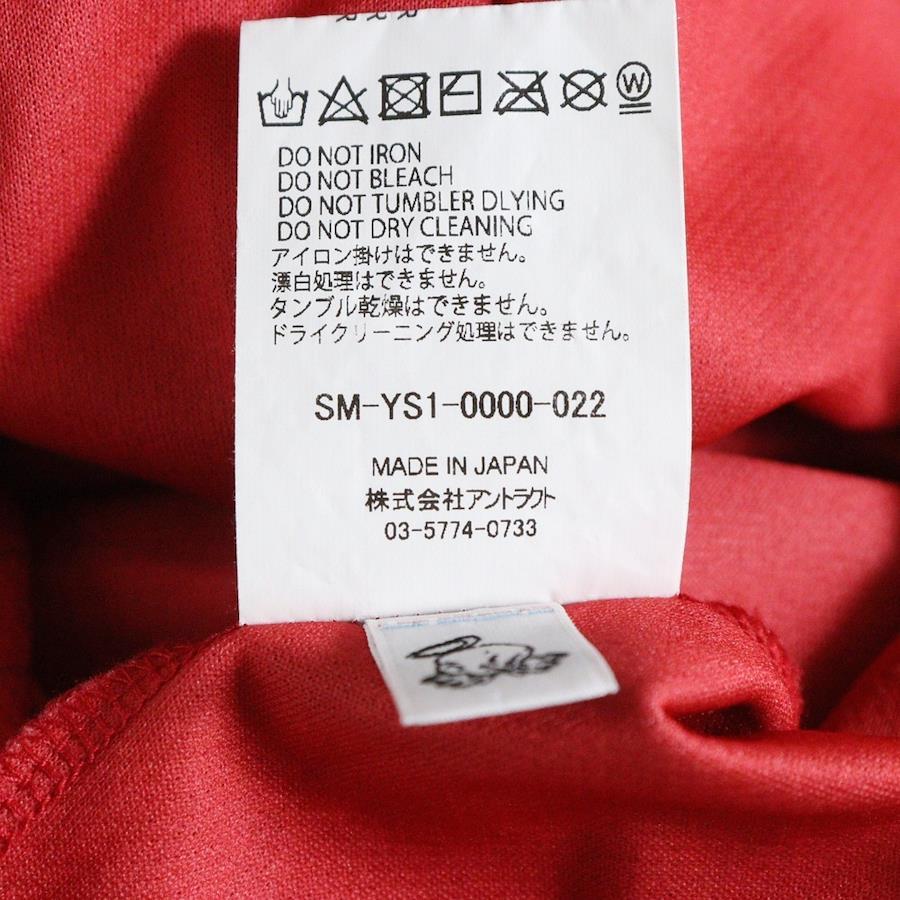 W
DO NOT IRON
DO NOT BLEACH
DO NOT TUMBLER DLYING
DO NOT DRY CLEANING
アイロン掛けはできません。
漂白処理はできません。
タンブル乾燥はできません。
ドライクリーニング処理はできません。
SM-YS1-0000-022
MADE IN JAPAN
株式会社アントラクト
03-5774-0733